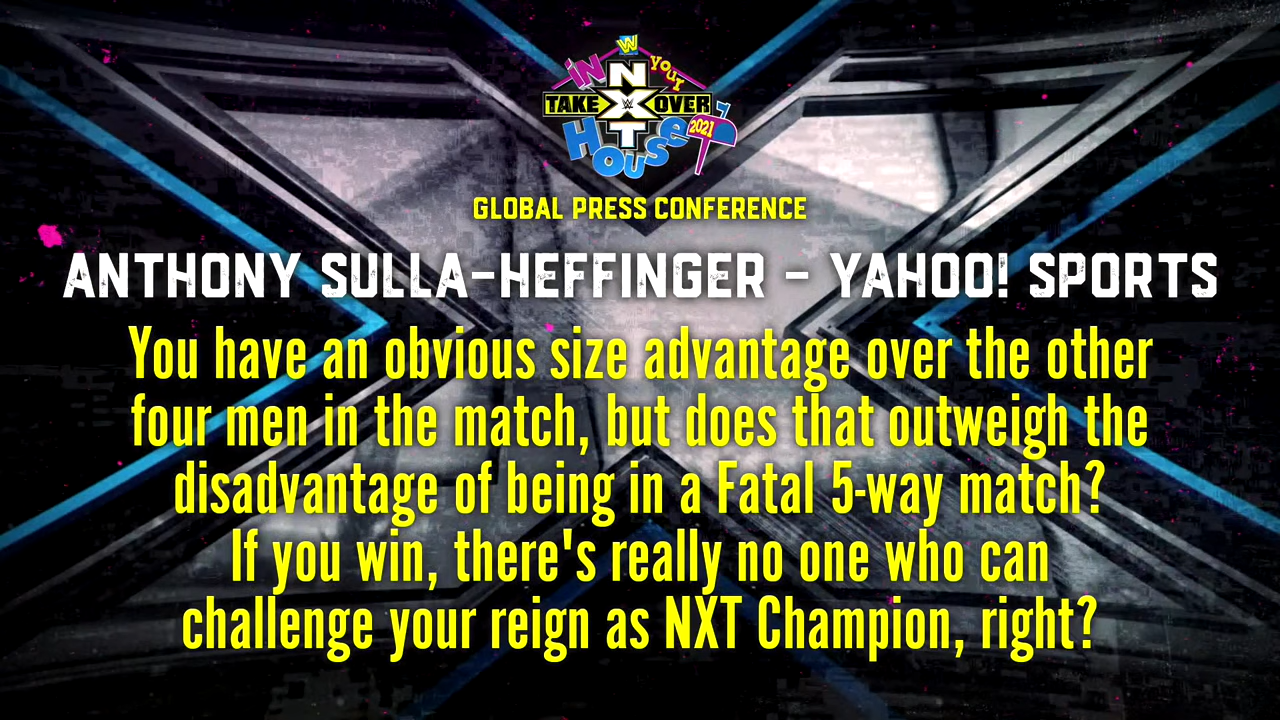 W
iN YOUR
NXT
TAKE OVER
HOUSe 2021
GLOBAL PRESS CONFERENCE
ANTHONY SULLA-HEFFINGER - YAHOO! SPORTS
You have an obvious size advantage over the other
four men in the match, but does that outweigh the
disadvantage of being in a Fatal 5-way match?
If you win, there's really no one who can
challenge your reign as NXT Champion, right?